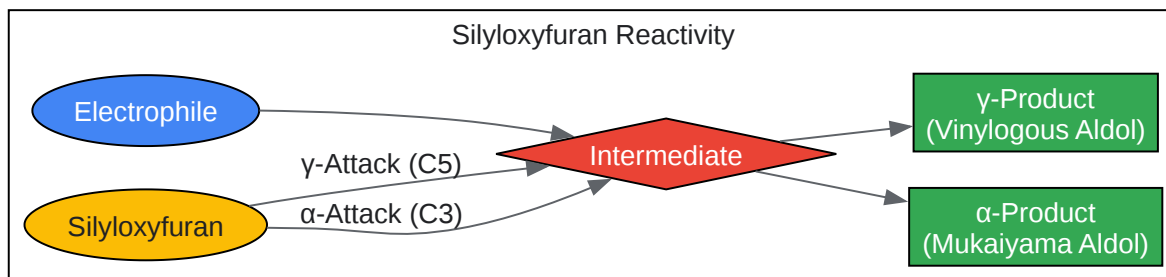 Silyloxyfuran Reactivity
Electrophile
Silyloxyfuran
γ-Attack (C5)
α-Attack (C3)
Intermediate
γ-Product
(Vinylogous Aldol)
α-Product
(Mukaiyama Aldol)